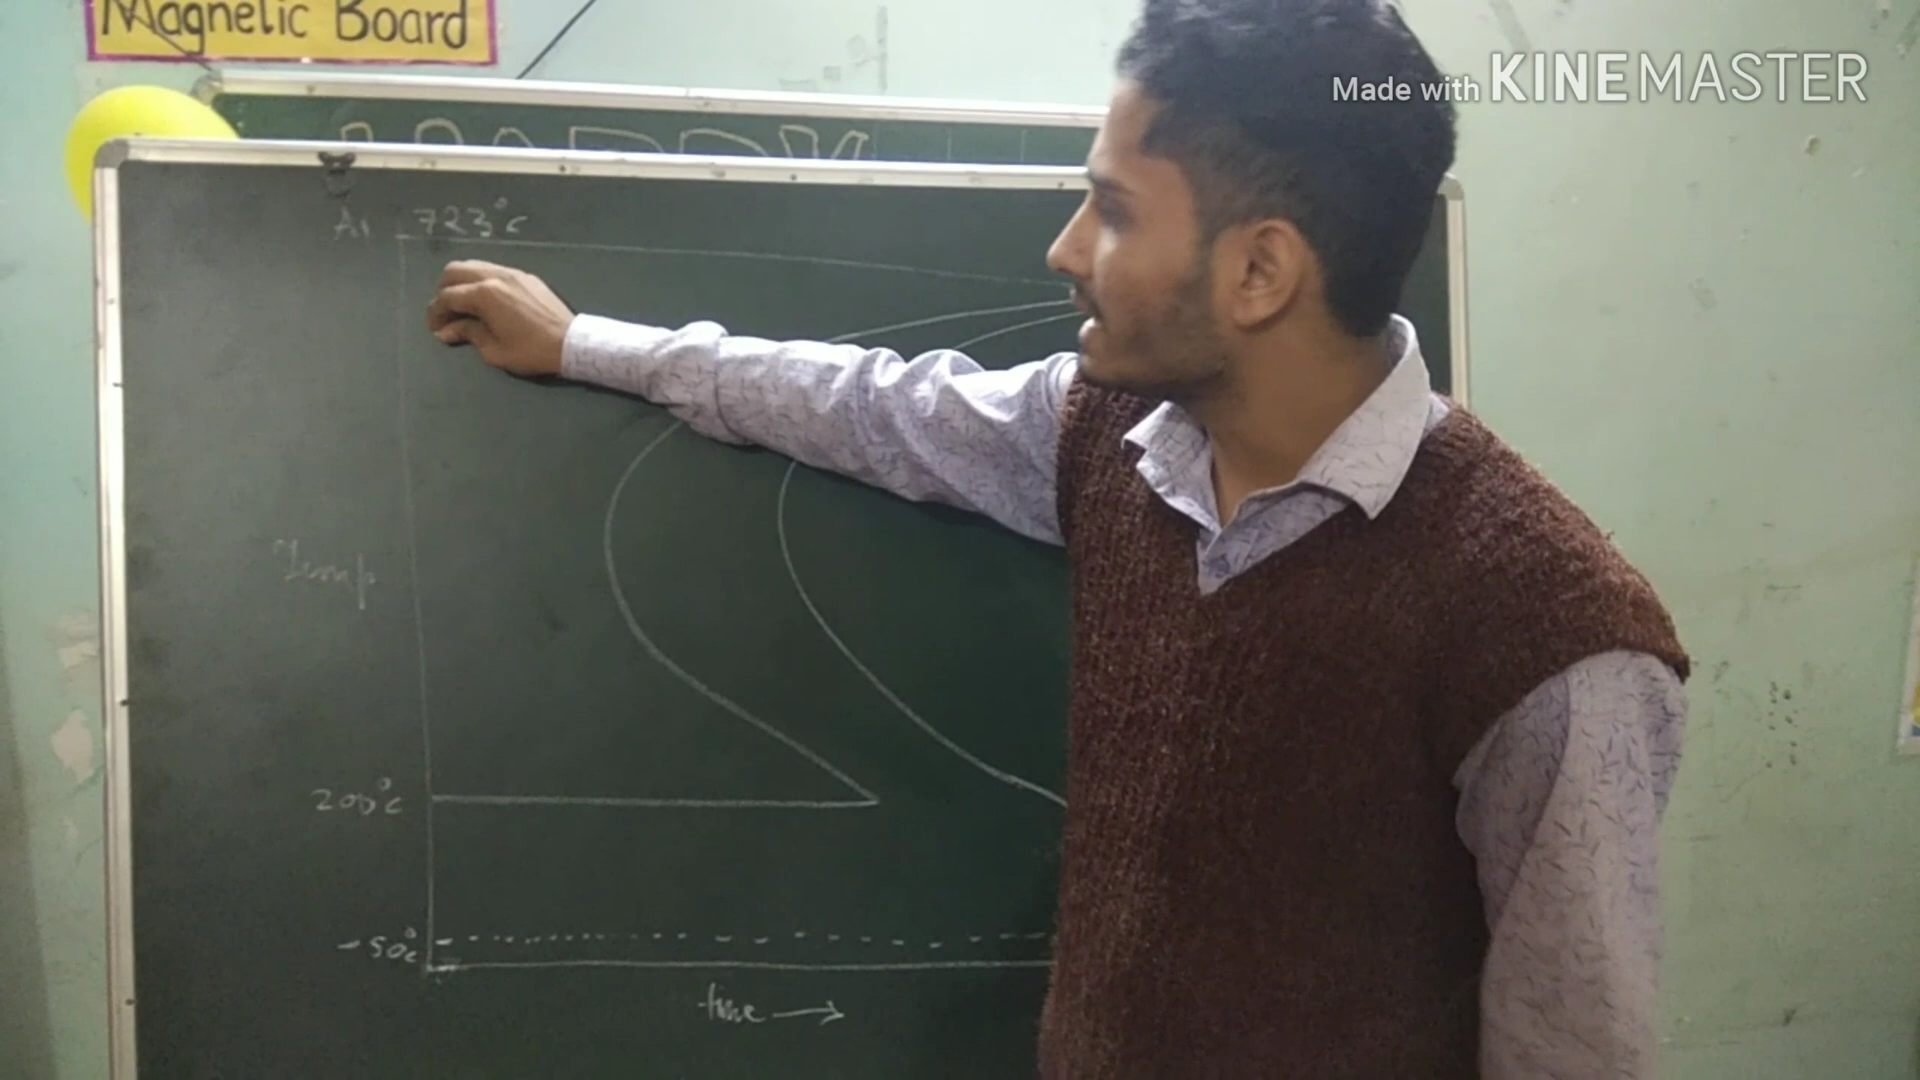 Magnetic Board
Made with KINEMASTER
A1 723°c
Temp
200°c
-50°c
time